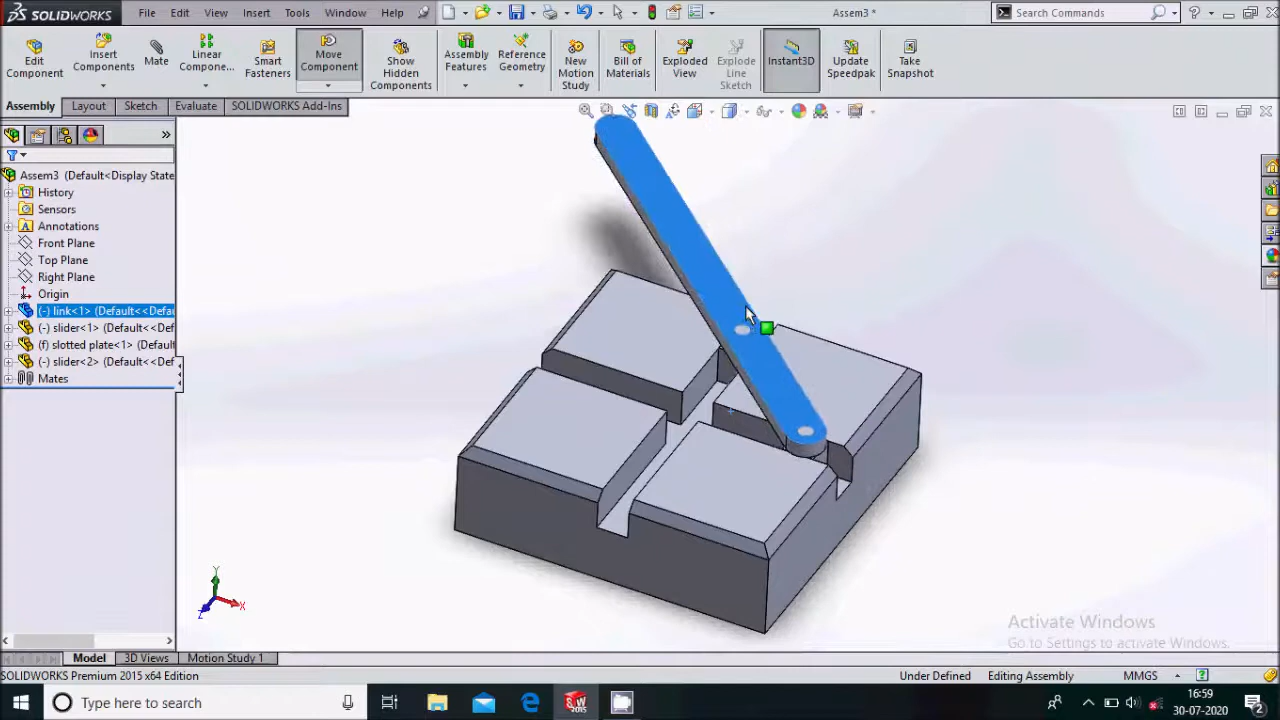 SOLIDWORKS File Edit View Insert Tools Window Help Assem3 * Search Commands
Edit Component
Insert Components
Mate
Linear Compone...
Smart Fasteners
Move Component
Show Hidden Components
Assembly Features
Reference Geometry
New Motion Study
Bill of Materials
Exploded View
Explode Line Sketch
Instant3D
Update Speedpak
Take Snapshot
Assembly Layout Sketch Evaluate SOLIDWORKS Add-Ins
Assem3 (Default<Display State
History
Sensors
Annotations
Front Plane
Top Plane
Right Plane
Origin
(-) link<1> (Default<<Defau
(-) slider<1> (Default<<Def
(f) slotted plate<1> (Default
(-) slider<2> (Default<<Def
Mates
Y
X
Z
Activate Windows
Go to Settings to activate Windows.
Model 3D Views Motion Study 1
SOLIDWORKS Premium 2015 x64 Edition Under Defined Editing Assembly MMGS
Type here to search
16:59
30-07-2020
2